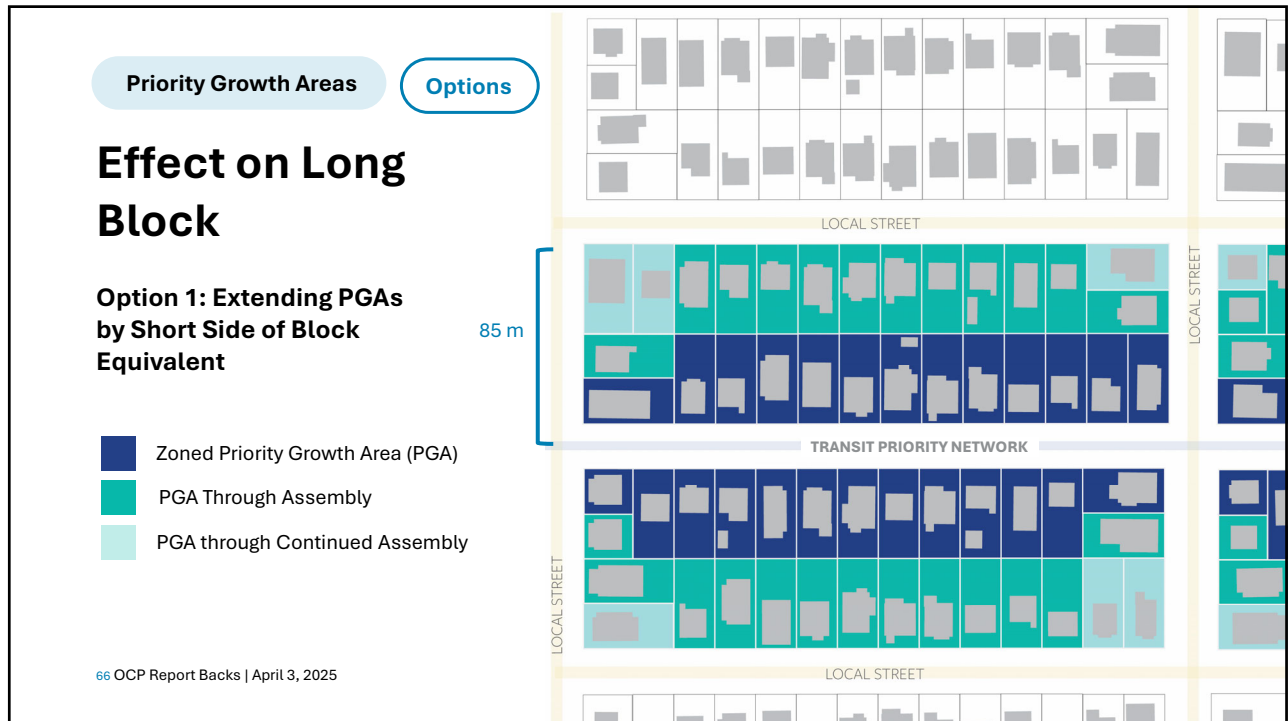 Priority Growth Areas
Options
Effect on Long
Block
Option 1: Extending PGAs
by Short Side of Block
Equivalent
Zoned Priority Growth Area (PGA)
PGA Through Assembly
PGA through Continued Assembly
66 OCP Report Backs | April 3, 2025
85 m
LOCAL STREET
LOCAL STREET
TRANSIT PRIORITY NETWORK
LOCAL STREET
LOCAL STREET